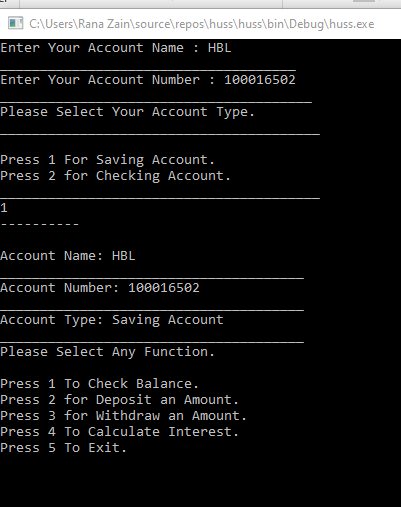 C:\Users\Rana Zain\source\repos\huss\huss\bin\Debug\huss.exe
Enter Your Account Name : HBL
_____________________________________
Enter Your Account Number : 100016502
_______________________________________
Please Select Your Account Type.
________________________________________
Press 1 For Saving Account.
Press 2 for Checking Account.
________________________________________
1
----------
Account Name: HBL
______________________________________
Account Number: 100016502
______________________________________
Account Type: Saving Account
______________________________________
Please Select Any Function.
Press 1 To Check Balance.
Press 2 for Deposit an Amount.
Press 3 for Withdraw an Amount.
Press 4 To Calculate Interest.
Press 5 To Exit.